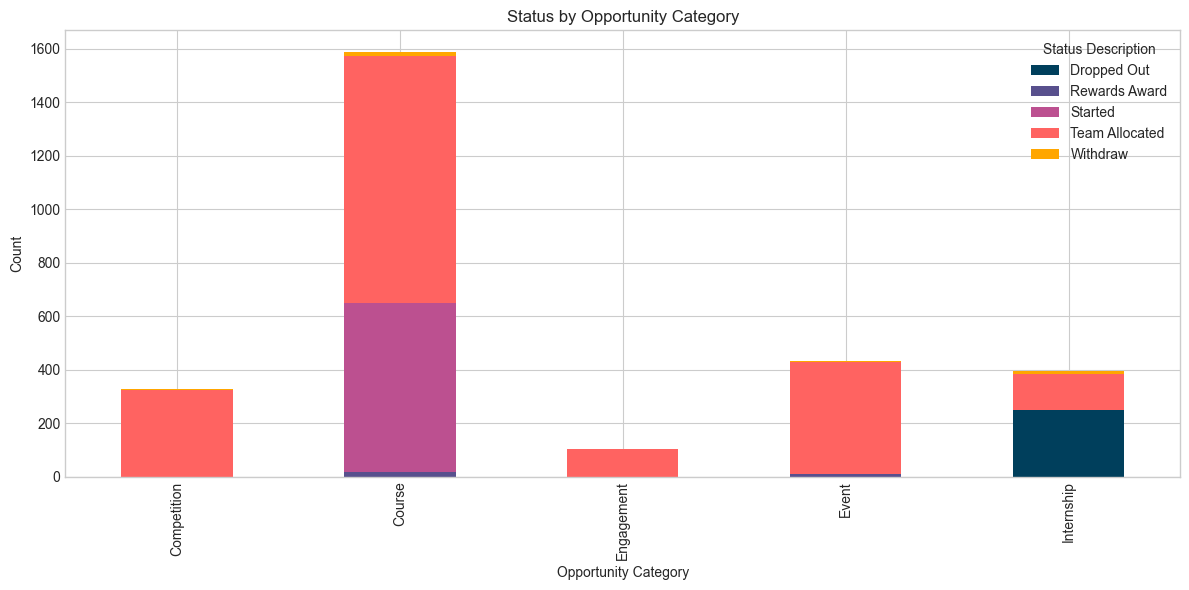 Status by Opportunity Category
Status Description
Dropped Out
Rewards Award
Started
Team Allocated
Withdraw
1600
1400
1200
1000
800
600
400
200
0
Count
Competition
Course
Engagement
Event
Internship
Opportunity Category